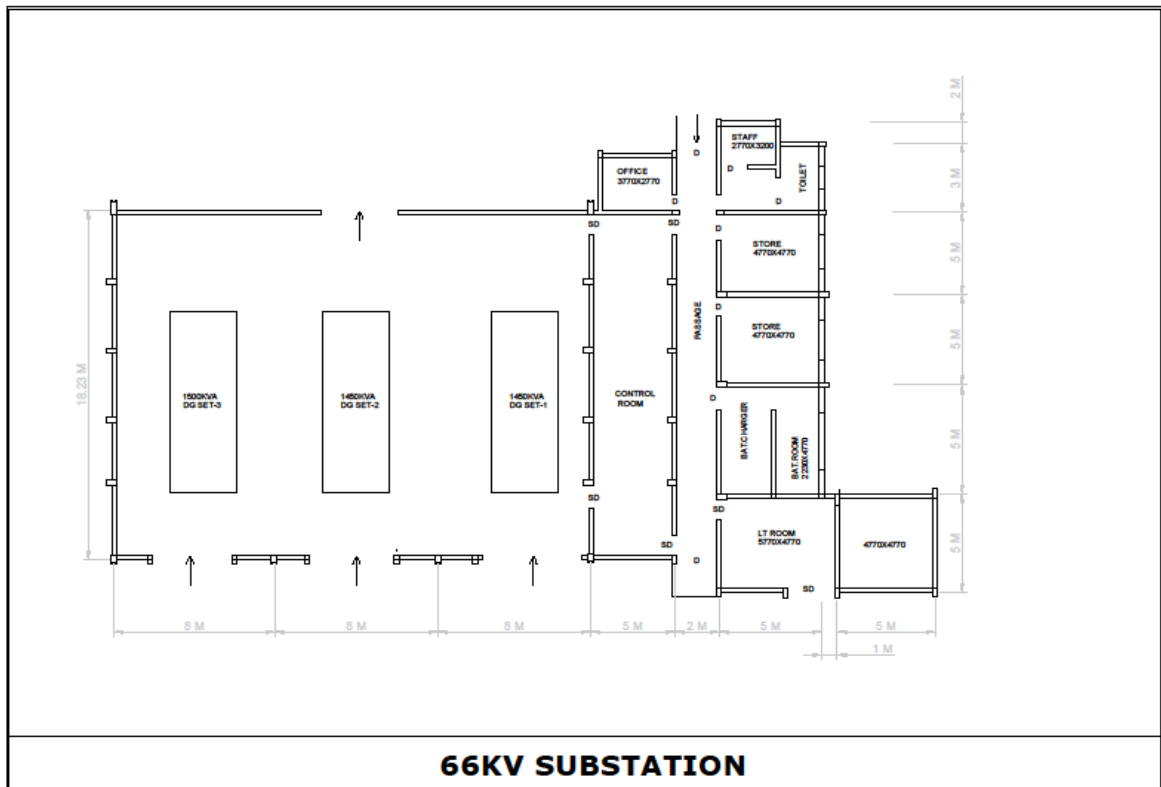 2 M
STAFF
2770X3200
D
D
OFFICE
3770X2770
TOILET
3 M
D
D
SD
SD
D
STORE
4770X4770
5 M
D
PASSAGE
STORE
4770X4770
5 M
18.23 M
1500KVA
DG SET-3
1450KVA
DG SET-2
1450KVA
DG SET-1
CONTROL
ROOM
D
BAT.CHARGER
BAT. ROOM
2230X4770
5 M
SD
SD
LT ROOM
5770X4770
4770X4770
5 M
SD
D
SD
8 M
8 M
8 M
5 M
2 M
5 M
5 M
1 M
66KV SUBSTATION